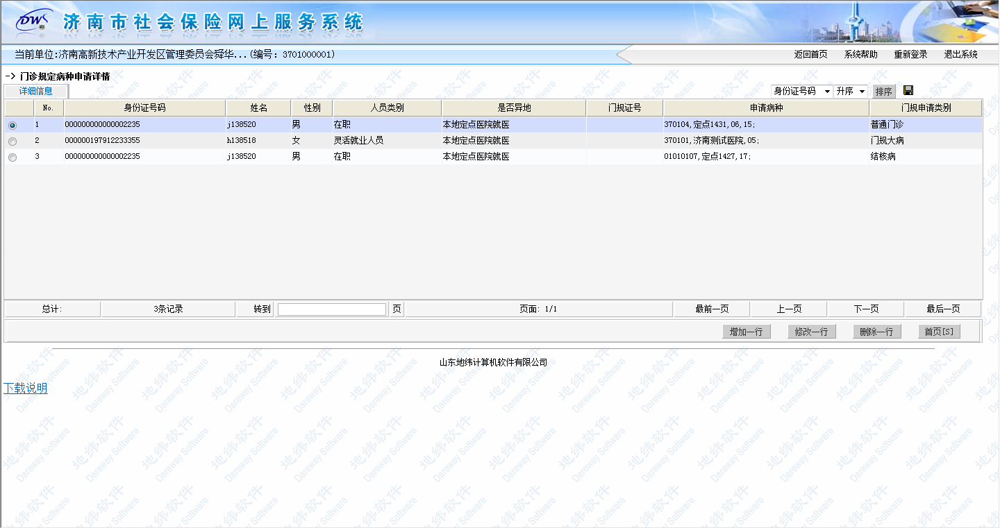 DWS 济南市社会保险网上服务系统
当前单位:济南高新技术产业开发区管理委员会舜华...(编号：3701000001) 返回首页 系统帮助 重新登录 退出系统
-> 门诊规定病种申请详情
详细信息 身份证号码 升序 排序
No. 身份证号码 姓名 性别 人员类别 是否异地 门规证号 申请病种 门规申请类别
1 000000000000002235 j138520 男 在职 本地定点医院就医 370104,定点1431,06,15; 普通门诊
2 000000197912233355 h138518 女 灵活就业人员 本地定点医院就医 370101,济南测试医院,05; 门规大病
3 000000000000002235 j138520 男 在职 本地定点医院就医 01010107,定点1427,17; 结核病
总计: 3条记录 转到 页 页面: 1/1 最前一页 上一页 下一页 最后一页
增加一行 修改一行 删除一行 首页[S]
山东地纬计算机软件有限公司
下载说明
地纬软件
Dareway Software